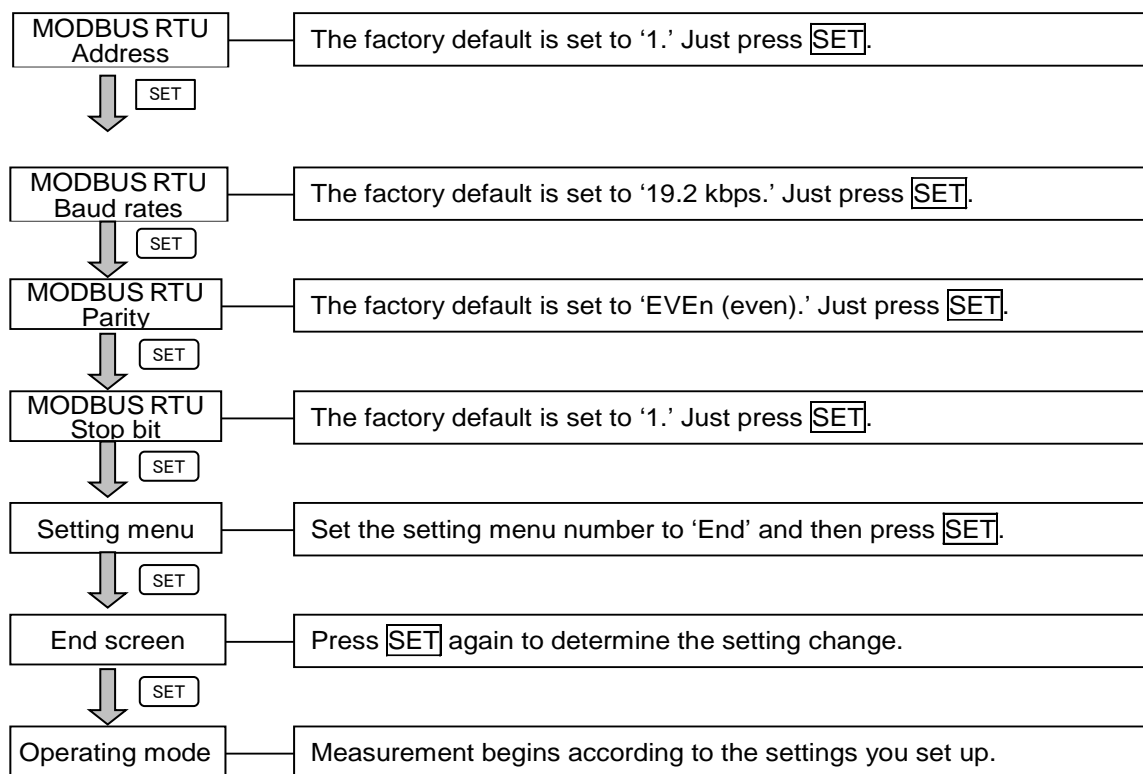 MODBUS RTU
Address
The factory default is set to ‘1.’ Just press SET.
SET
MODBUS RTU
Baud rates
The factory default is set to ‘19.2 kbps.’ Just press SET.
SET
MODBUS RTU
Parity
The factory default is set to ‘EVEn (even).’ Just press SET.
SET
MODBUS RTU
Stop bit
The factory default is set to ‘1.’ Just press SET.
SET
Setting menu
Set the setting menu number to ‘End’ and then press SET.
SET
End screen
Press SET again to determine the setting change.
SET
Operating mode
Measurement begins according to the settings you set up.